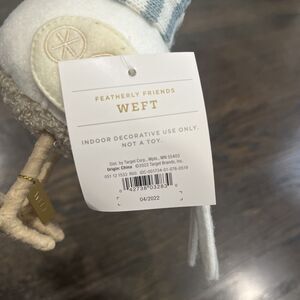 FEATHERLY FRIENDS
WEFT
INDOOR DECORATIVE USE ONLY.
NOT A TOY.
Dist. by Target Corp., Mpls., MN 55403
Origin: China ©2022 Target Brands, Inc.
04/2022